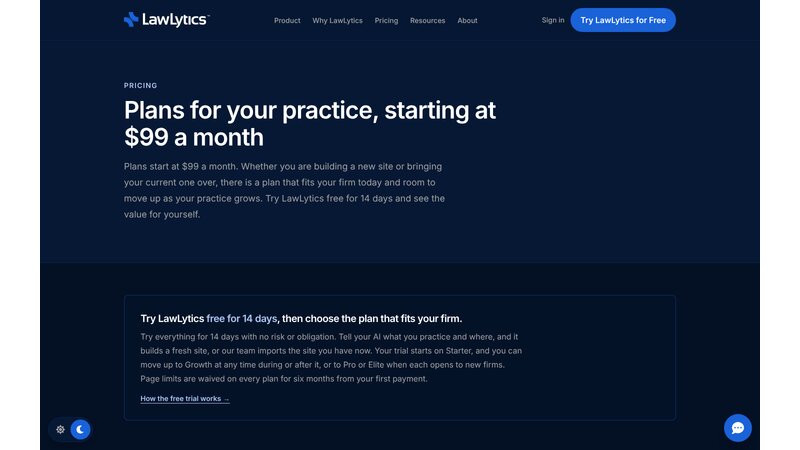 LawLytics™
Product Why LawLytics Pricing Resources About
Sign in Try LawLytics for Free
PRICING
Plans for your practice, starting at
$99 a month
Plans start at $99 a month. Whether you are building a new site or bringing
your current one over, there is a plan that fits your firm today and room to
move up as your practice grows. Try LawLytics free for 14 days and see the
value for yourself.
Try LawLytics free for 14 days, then choose the plan that fits your firm.
Try everything for 14 days with no risk or obligation. Tell your AI what you practice and where, and it
builds a fresh site, or our team imports the site you have now. Your trial starts on Starter, and you can
move up to Growth at any time during or after it, or to Pro or Elite when each opens to new firms.
Page limits are waived on every plan for six months from your first payment.
How the free trial works →